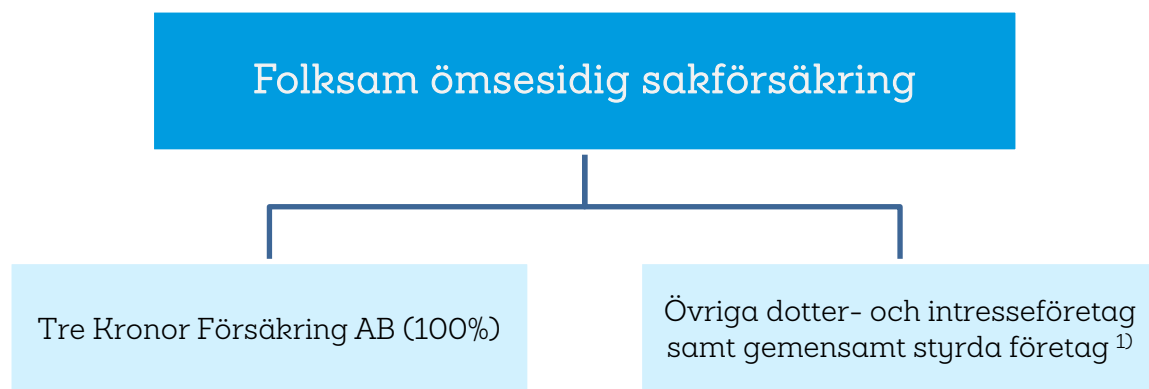 Folksam ömsesidig sakförsäkring
Tre Kronor Försäkring AB (100%)
Övriga dotter- och intresseföretag
samt gemensamt styrda företag 1)